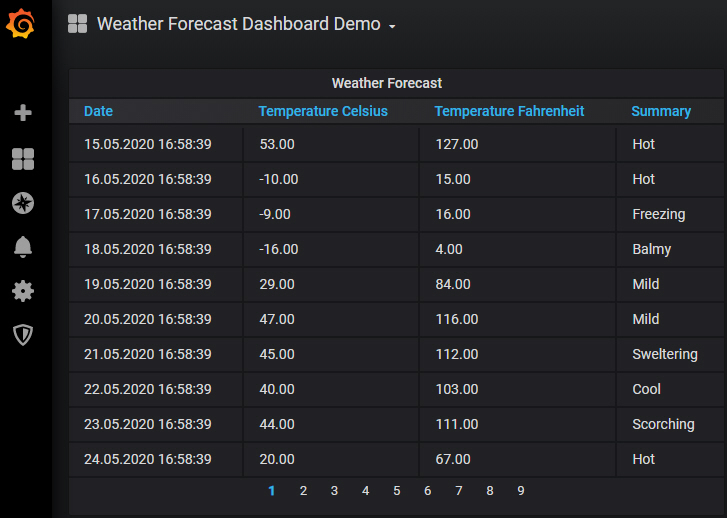 Weather Forecast Dashboard Demo
Weather Forecast
Date Temperature Celsius Temperature Fahrenheit Summary
15.05.2020 16:58:39 53.00 127.00 Hot
16.05.2020 16:58:39 -10.00 15.00 Hot
17.05.2020 16:58:39 -9.00 16.00 Freezing
18.05.2020 16:58:39 -16.00 4.00 Balmy
19.05.2020 16:58:39 29.00 84.00 Mild
20.05.2020 16:58:39 47.00 116.00 Mild
21.05.2020 16:58:39 45.00 112.00 Sweltering
22.05.2020 16:58:39 40.00 103.00 Cool
23.05.2020 16:58:39 44.00 111.00 Scorching
24.05.2020 16:58:39 20.00 67.00 Hot
1 2 3 4 5 6 7 8 9